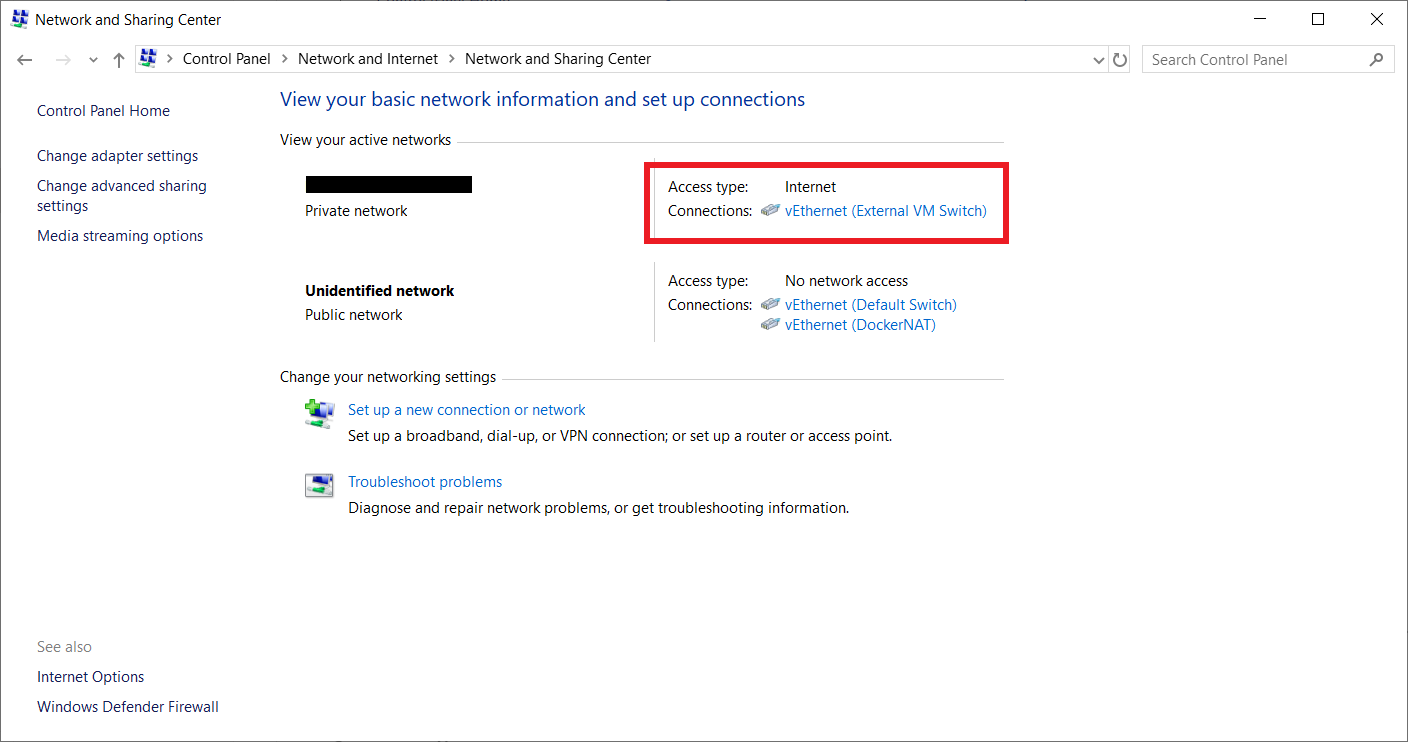 Network and Sharing Center
Control Panel > Network and Internet > Network and Sharing Center
Search Control Panel
Control Panel Home
Change adapter settings
Change advanced sharing
settings
Media streaming options
View your basic network information and set up connections
View your active networks
Private network
Access type: Internet
Connections: vEthernet (External VM Switch)
Unidentified network
Public network
Access type: No network access
Connections: vEthernet (Default Switch)
vEthernet (DockerNAT)
Change your networking settings
Set up a new connection or network
Set up a broadband, dial-up, or VPN connection; or set up a router or access point.
Troubleshoot problems
Diagnose and repair network problems, or get troubleshooting information.
See also
Internet Options
Windows Defender Firewall